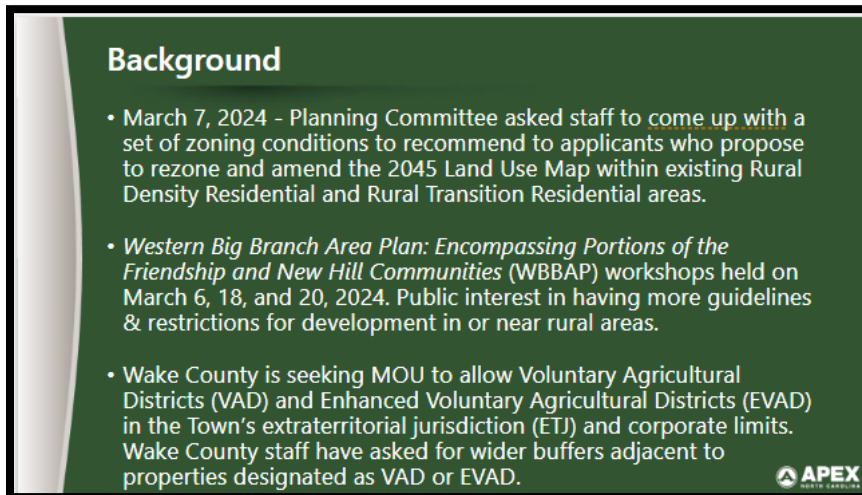 Background
• March 7, 2024 - Planning Committee asked staff to come up with a
set of zoning conditions to recommend to applicants who propose
to rezone and amend the 2045 Land Use Map within existing Rural
Density Residential and Rural Transition Residential areas.
• Western Big Branch Area Plan: Encompassing Portions of the
Friendship and New Hill Communities (WBBAP) workshops held on
March 6, 18, and 20, 2024. Public interest in having more guidelines
& restrictions for development in or near rural areas.
• Wake County is seeking MOU to allow Voluntary Agricultural
Districts (VAD) and Enhanced Voluntary Agricultural Districts (EVAD)
in the Town's extraterritorial jurisdiction (ETJ) and corporate limits.
Wake County staff have asked for wider buffers adjacent to
properties designated as VAD or EVAD.
APEX
NORTH CAROLINA